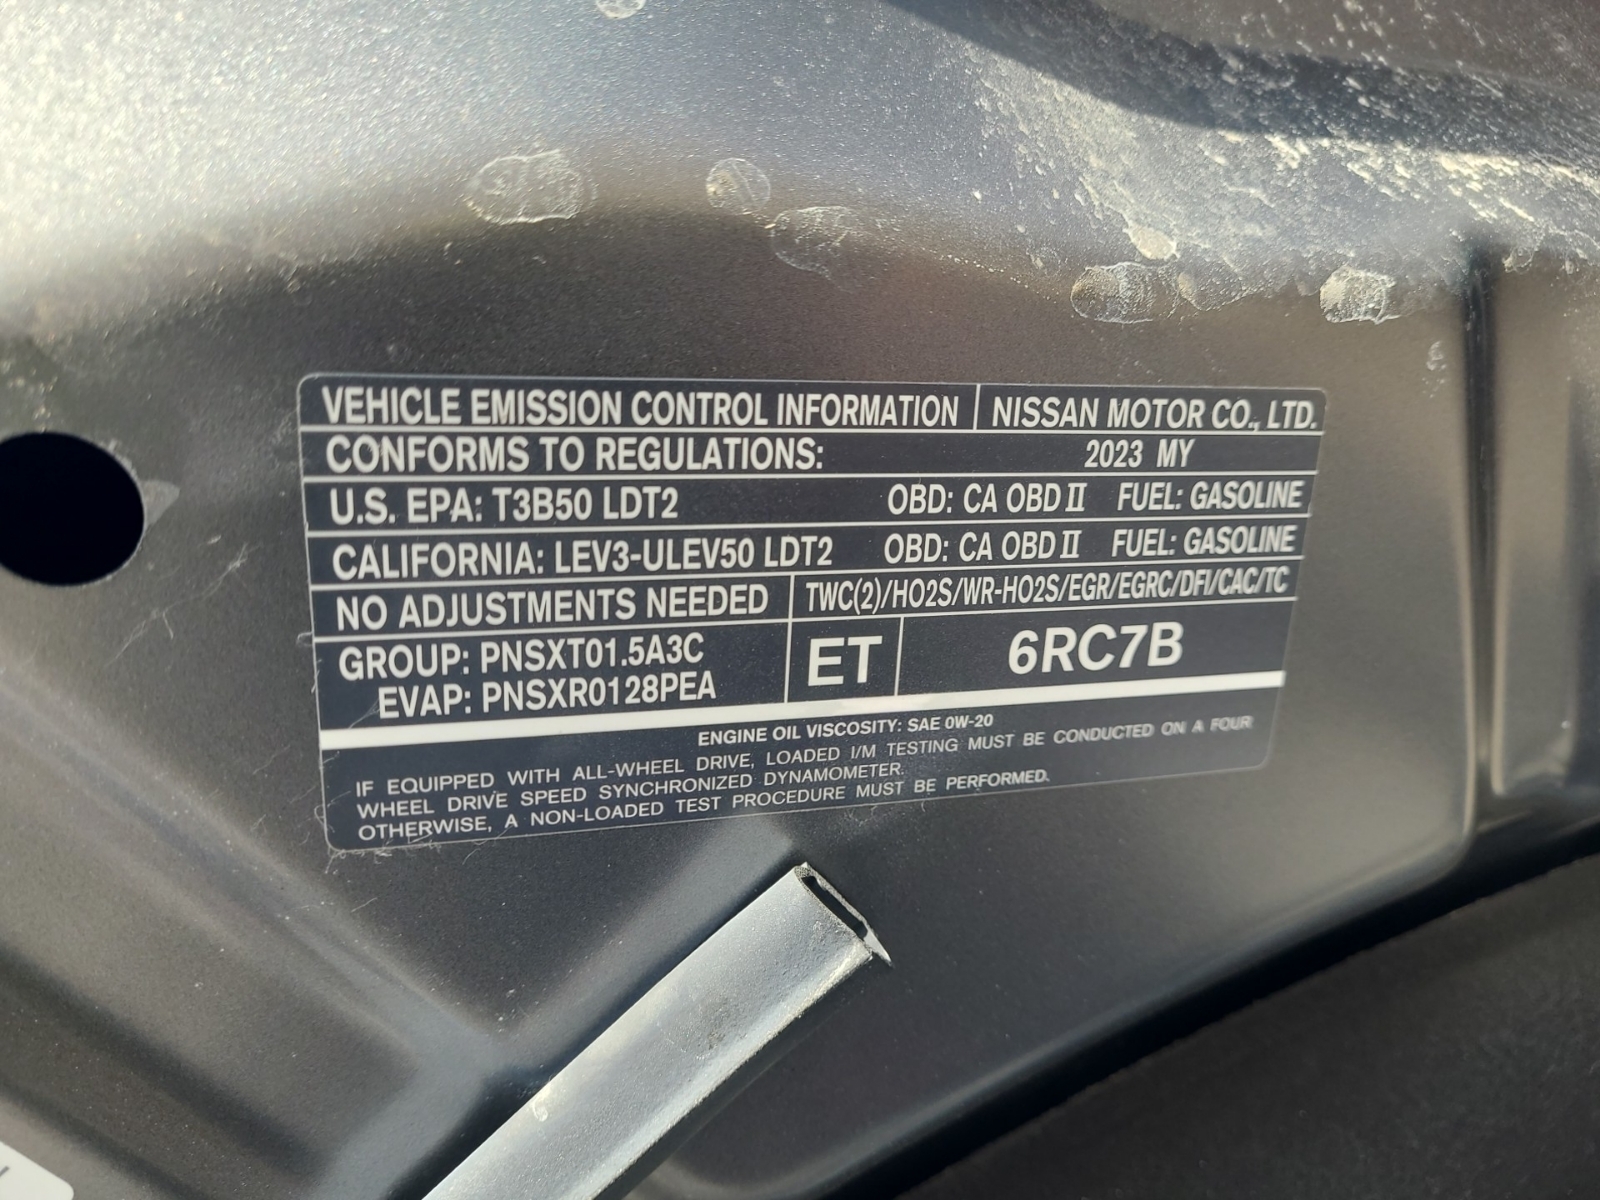 VEHICLE EMISSION CONTROL INFORMATION NISSAN MOTOR CO., LTD.
CONFORMS TO REGULATIONS: 2023 MY
U.S. EPA: T3B50 LDT2 OBD: CA OBD II FUEL: GASOLINE
CALIFORNIA: LEV3-ULEV50 LDT2 OBD: CA OBD II FUEL: GASOLINE
NO ADJUSTMENTS NEEDED TWC(2)/HO2S/WR-HO2S/EGR/EGRC/DFI/CAC/TC
GROUP: PNSXT01.5A3C
EVAP: PNSXR0128PEA
ET 6RC7B
ENGINE OIL VISCOSITY: SAE 0W-20
IF EQUIPPED WITH ALL-WHEEL DRIVE, LOADED I/M TESTING MUST BE CONDUCTED ON A FOUR
WHEEL DRIVE SPEED SYNCHRONIZED DYNAMOMETER.
OTHERWISE, A NON-LOADED TEST PROCEDURE MUST BE PERFORMED.